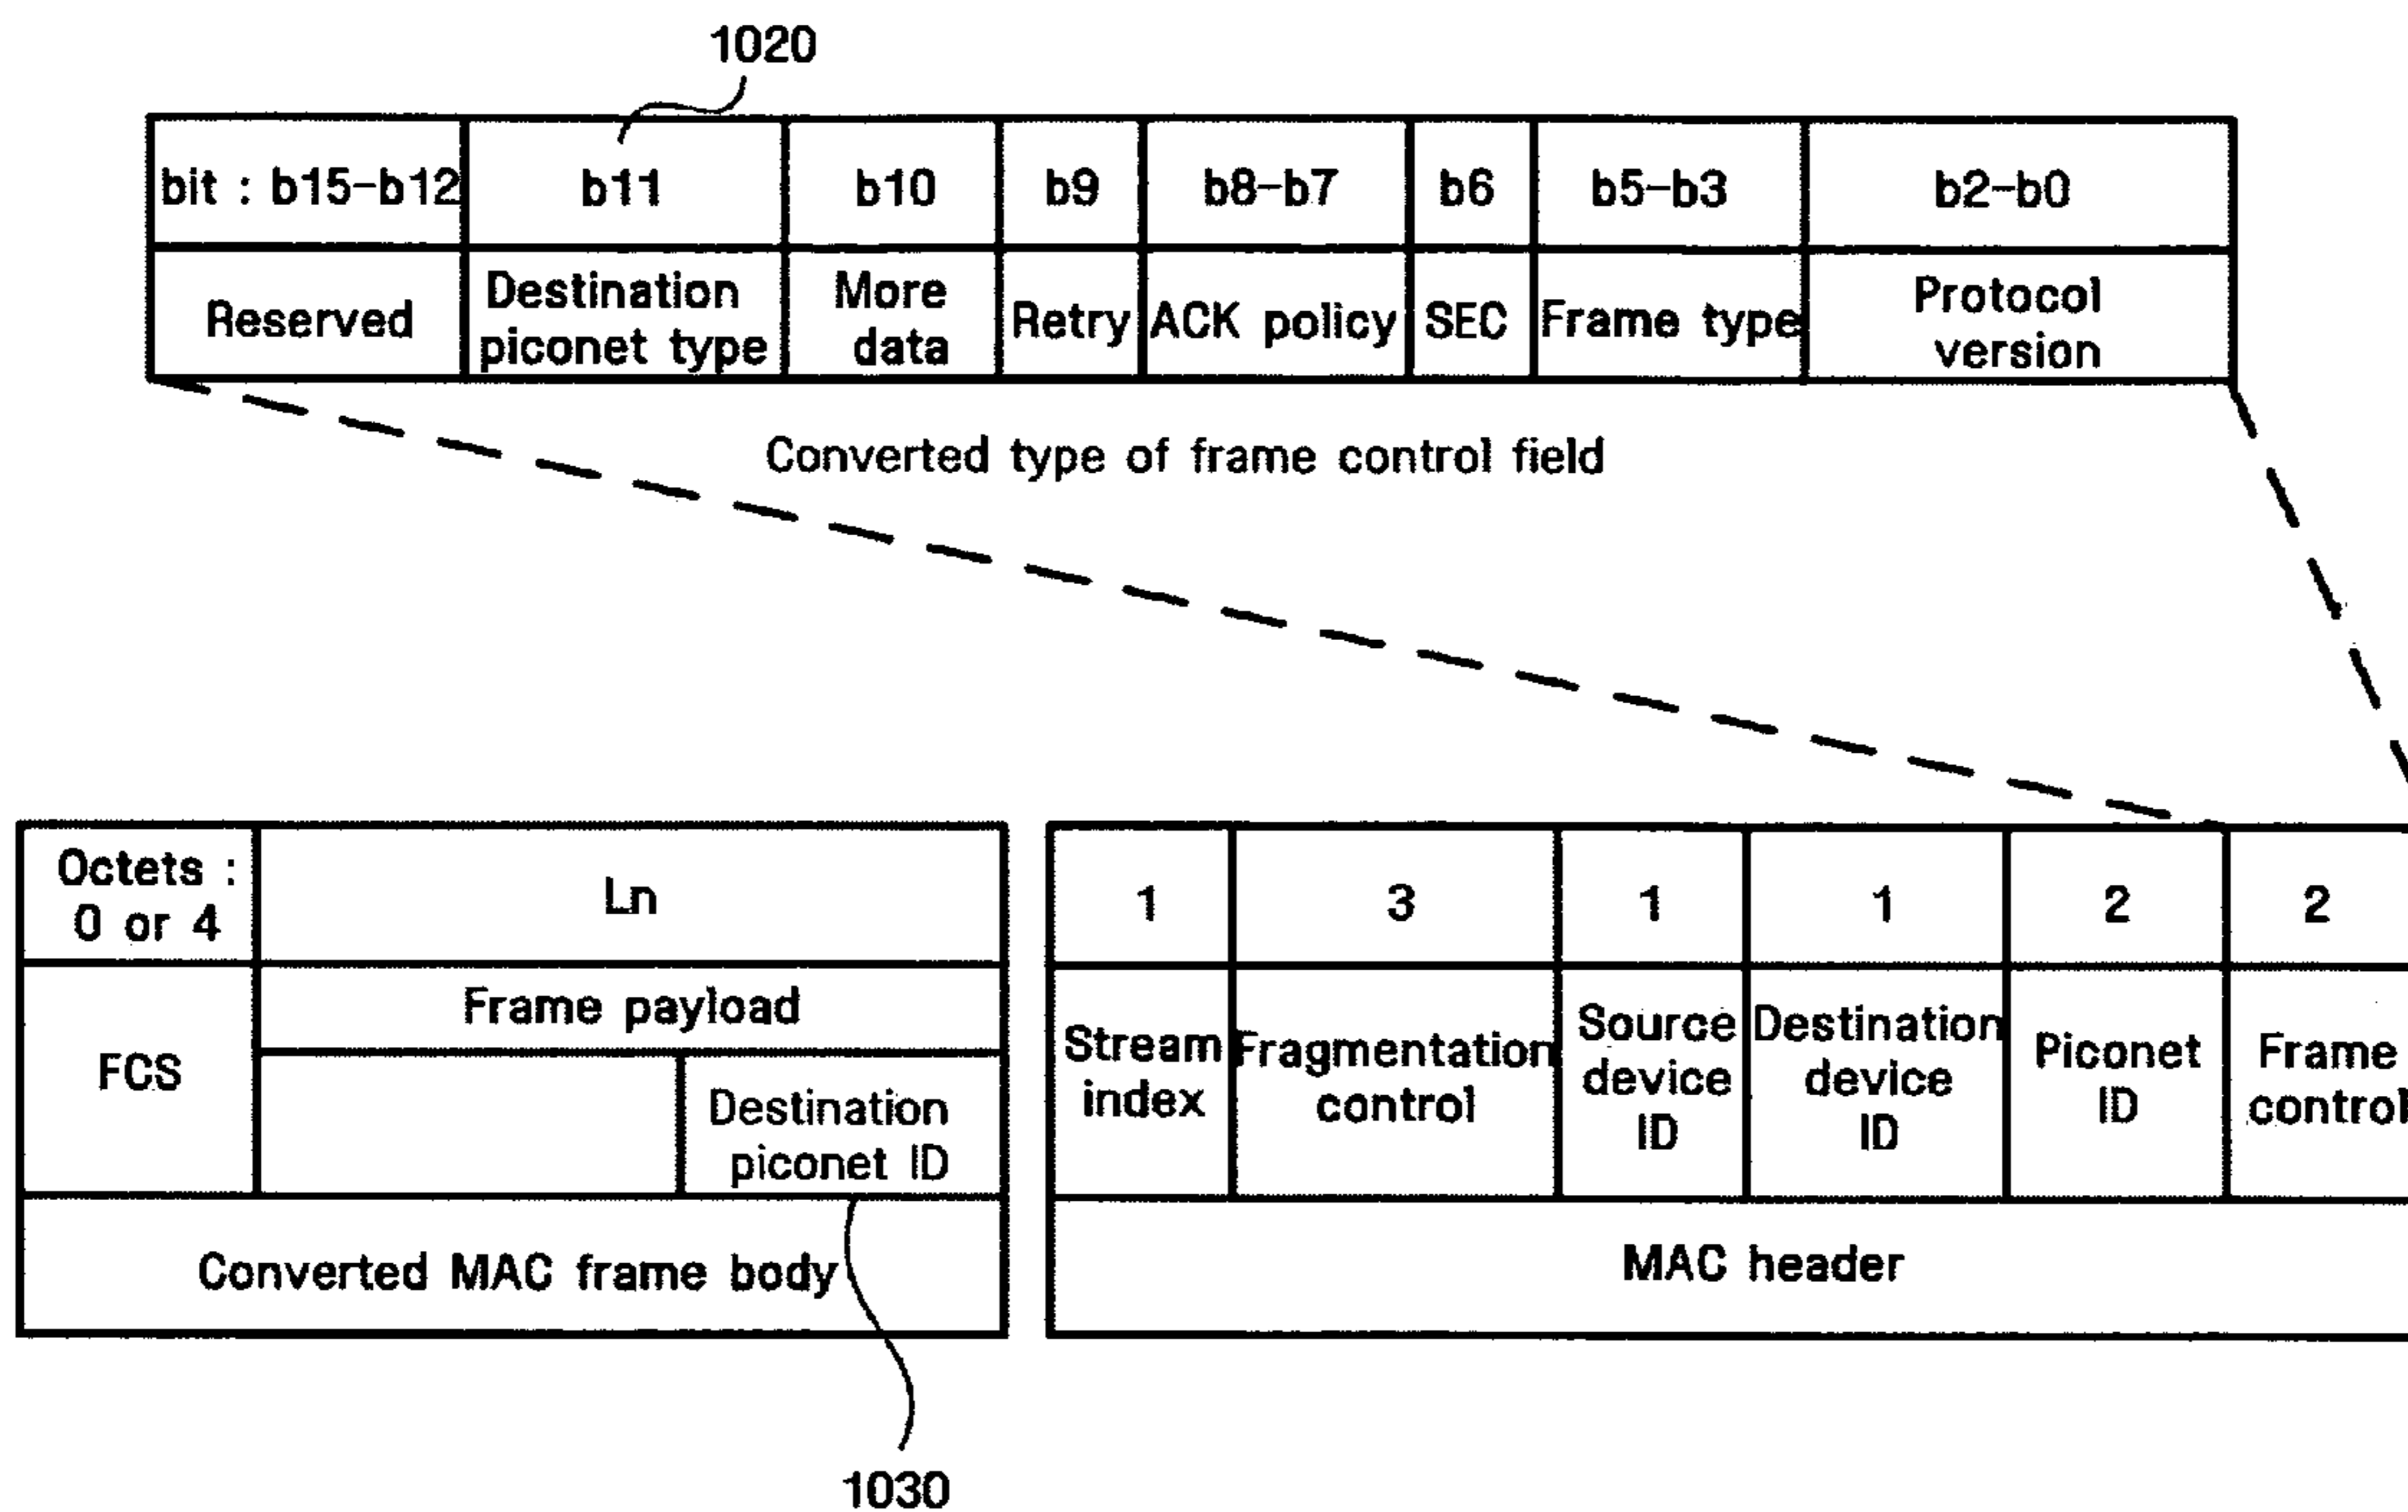 1020
bit : b15-b12 b11 b10 b9 b8-b7 b6 b5-b3 b2-b0
Reserved Destination piconet type More data Retry ACK policy SEC Frame type Protocol version
Converted type of frame control field
Octets : 0 or 4 Ln 1 3 1 1 2 2
FCS Frame payload Destination piconet ID Stream index Fragmentation control Source device ID Destination device ID Piconet ID Frame control
Converted MAC frame body MAC header
1030